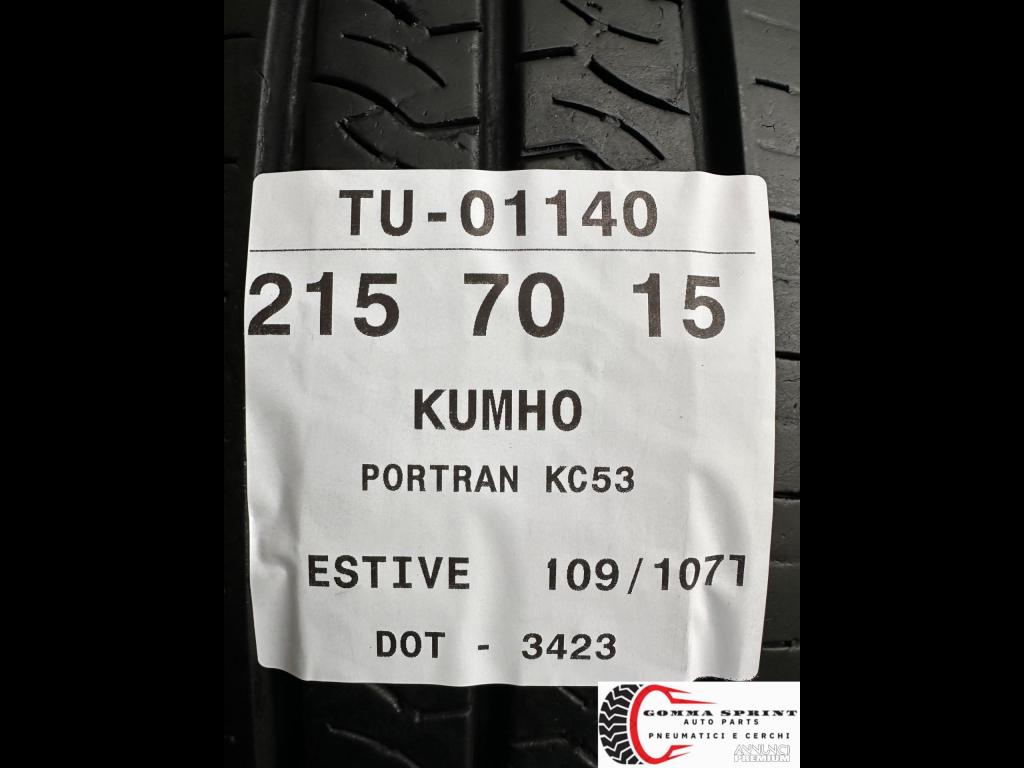 TU-01140
215 70 15
KUMHO
PORTRAN KC53
ESTIVE 109/107T
DOT - 3423
GOMMA SPRINT
AUTO PARTS
PNEUMATICI E CERCHI
ANNUNCI
PREMIUM